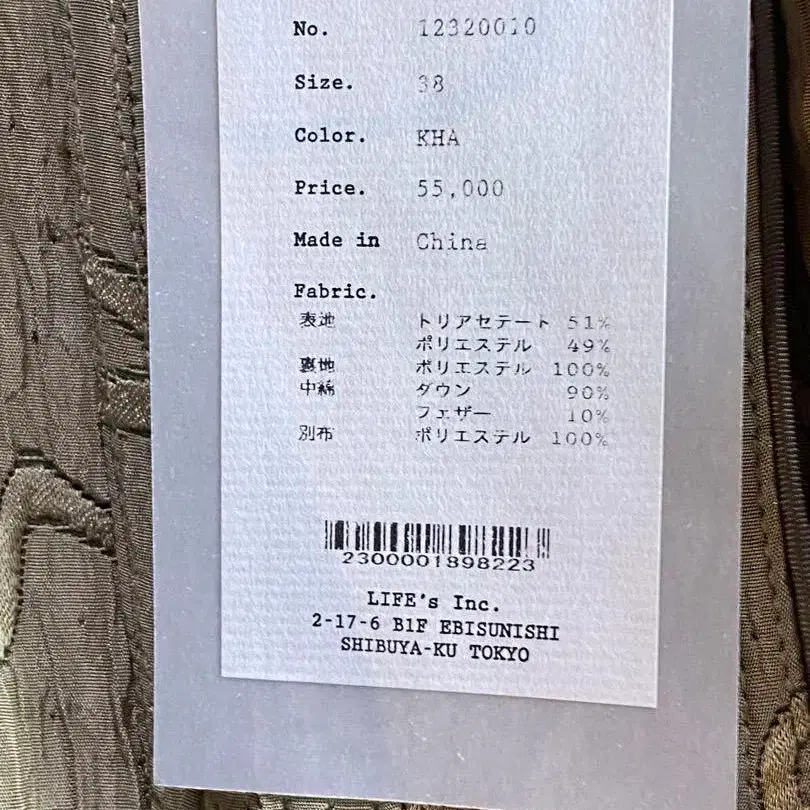 No. 12320010
Size. 38
Color. KHA
Price. 55,000
Made in China
Fabric.
表地 トリアセテート 51%
ポリエステル 49%
裏地 ポリエステル 100%
中綿 ダウン 90%
フェザー 10%
別布 ポリエステル 100%
2300001898223
LIFE's Inc.
2-17-6 B1F EBISUNISHI
SHIBUYA-KU TOKYO